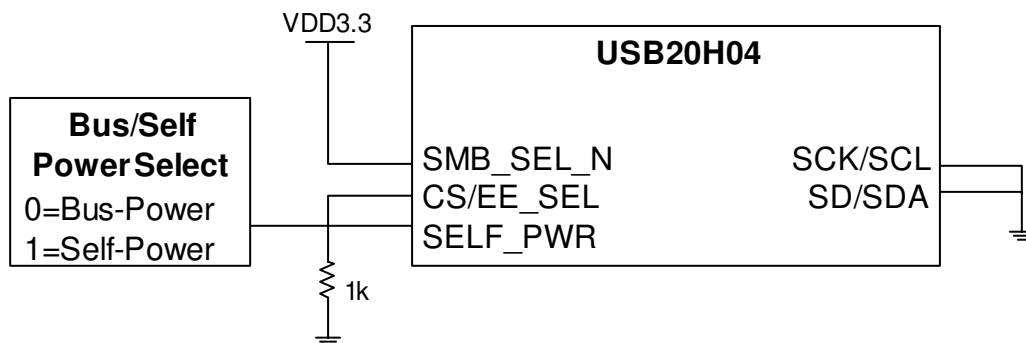 VDD3.3
Bus/Self
Power Select
0=Bus-Power
1=Self-Power
USB20H04
SMB_SEL_N
CS/EE_SEL
SELF_PWR
SCK/SCL
SD/SDA
1k